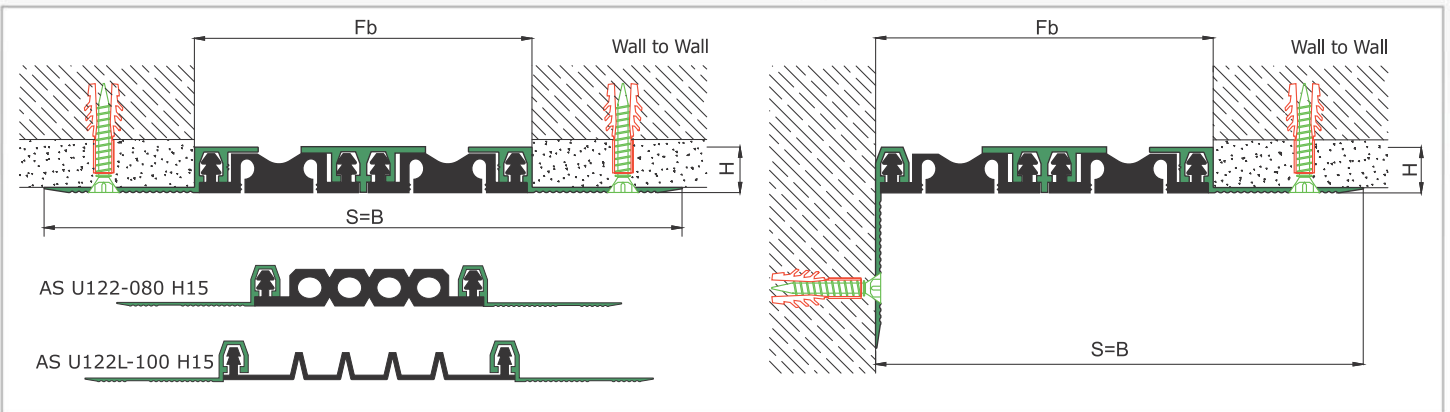 Fb
Wall to Wall
H
S=B
AS U122-080 H15
AS U122L-100 H15
Fb
Wall to Wall
H
S=B